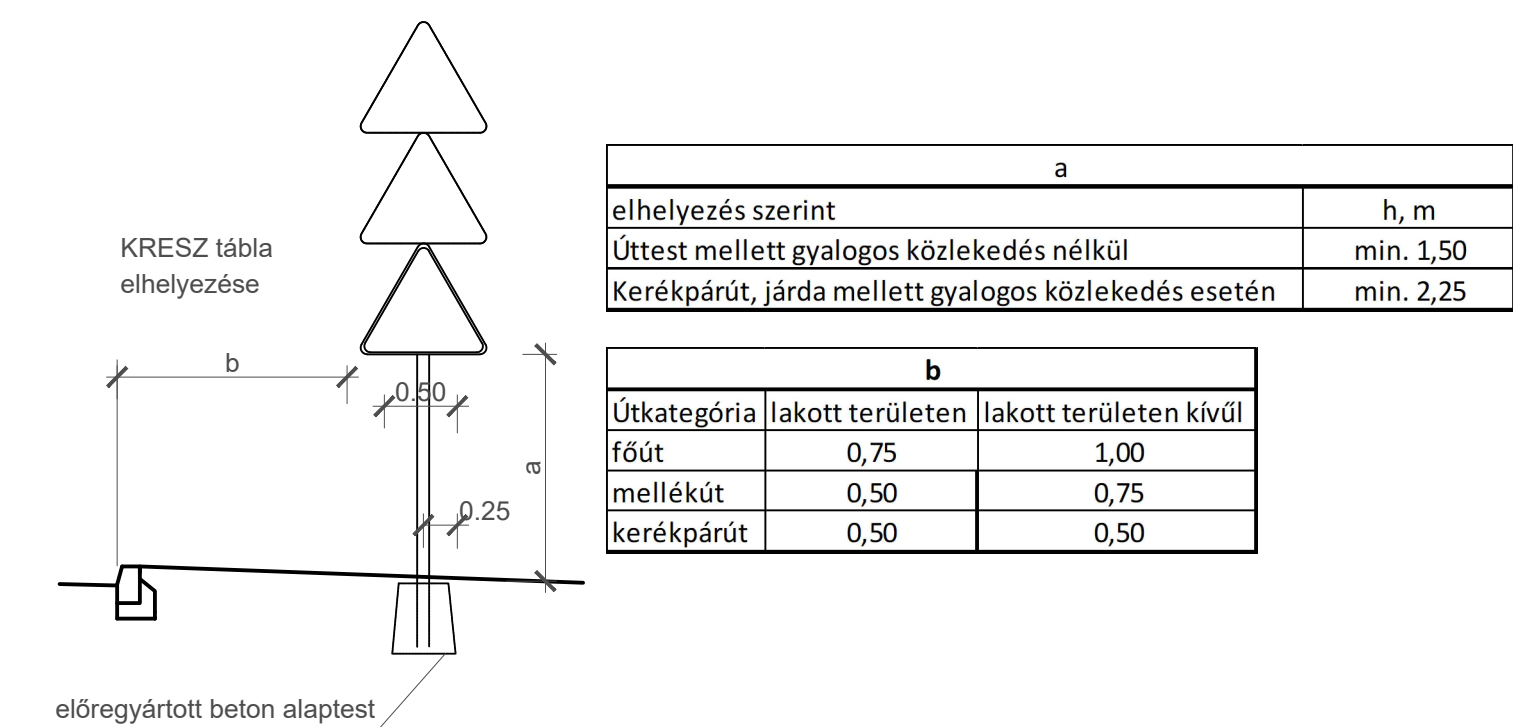 KRESZ tábla
elhelyezése
b
0.50
a
0.25
előregyártott beton alaptest
a
elhelyezés szerint h, m
Úttest mellett gyalogos közlekedés nélkül min. 1,50
Kerékpárút, járda mellett gyalogos közlekedés esetén min. 2,25
b
Útkategória lakott területen lakott területen kívűl
főút 0,75 1,00
mellékút 0,50 0,75
kerékpárút 0,50 0,50